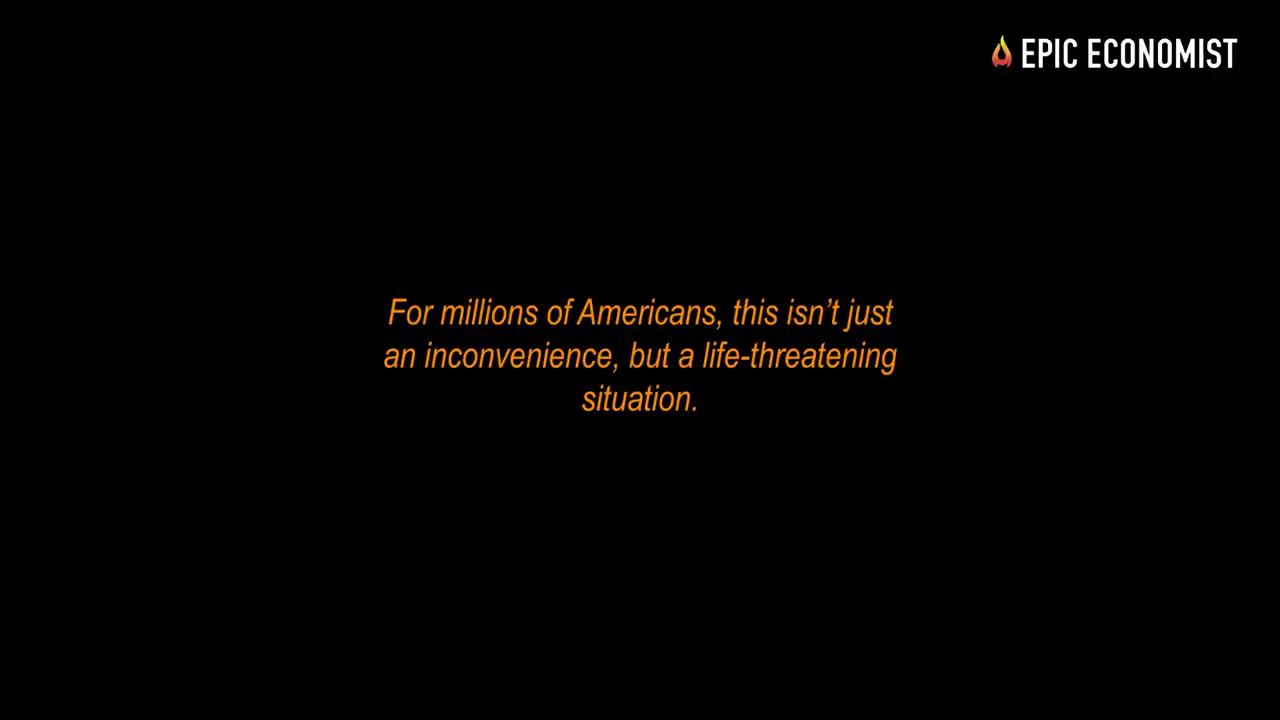 EPIC ECONOMIST
For millions of Americans, this isn’t just
an inconvenience, but a life-threatening
situation.